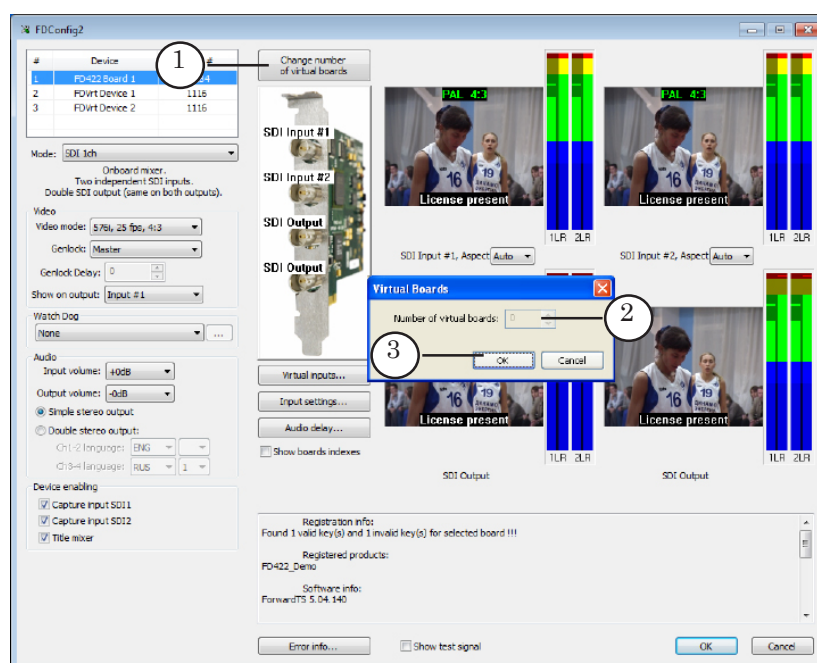 FDConfig2
# Device #
1 FD422 Board 1
2 FDVrt Device 1 1116
3 FDVrt Device 2 1116
1
Change number
of virtual boards
Mode: SDI 1ch
Onboard mixer.
Two independent SDI inputs.
Double SDI output (same on both outputs).
Video
Video mode: 576i, 25 fps, 4:3
Genlock: Master
Genlock Delay: 0
Show on output: Input #1
Watch Dog
None
...
Audio
Input volume: +0dB
Output volume: -0dB
Simple stereo output
Double stereo output:
Ch1-2 language: ENG
Ch3-4 language: RUS 1
Device enabling
Capture input SDI1
Capture input SDI2
Title mixer
SDI Input #1
SDI Input #2
SDI Output
SDI Output
Virtual inputs...
Input settings...
Audio delay...
Show boards indexes
PAL 4:3
16
19
License present
1LR 2LR
SDI Input #1, Aspect Auto
PAL 4:3
16
19
License present
1LR 2LR
SDI Input #2, Aspect Auto
Virtual Boards
Number of virtual boards: 0
2
3
OK
Cancel
16
License present
1LR 2LR
SDI Output
16
19
License present
1LR 2LR
SDI Output
Registration info:
Found 1 valid key(s) and 1 invalid key(s) for selected board !!!
Registered products:
FD422_Demo
Software info:
ForwardTS 5.04.140
Error info...
Show test signal
OK
Cancel